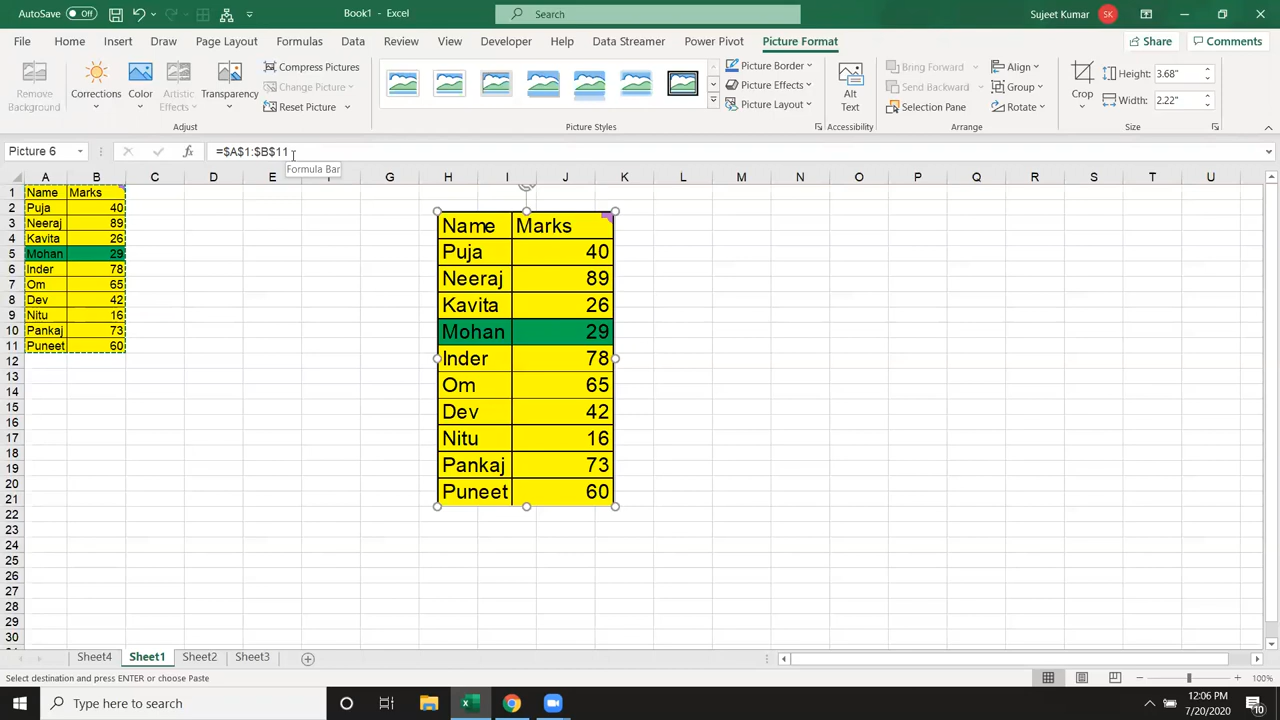 AutoSave Off Book1 - Excel Search Sujeet Kumar SK
File Home Insert Draw Page Layout Formulas Data Review View Developer Help Data Streamer Power Pivot Picture Format Share Comments
Remove Background Corrections Color Artistic Effects Transparency Compress Pictures Change Picture Reset Picture
Picture Border Picture Effects Picture Layout Alt Text Bring Forward Send Backward Selection Pane Align Group Rotate Crop Height: 3.68" Width: 2.22"
Adjust Picture Styles Accessibility Arrange Size
Picture 6 fx =$A$1:$B$11
Formula Bar
A B C D E F G H I J K L M N O P Q R S T U
1 Name Marks
2 Puja 40
3 Neeraj 89
4 Kavita 26
5 Mohan 29
6 Inder 78
7 Om 65
8 Dev 42
9 Nitu 16
10 Pankaj 73
11 Puneet 60
12
13
14
15
16
17
18
19
20
21
22
23
24
25
26
27
28
29
30
Name Marks
Puja 40
Neeraj 89
Kavita 26
Mohan 29
Inder 78
Om 65
Dev 42
Nitu 16
Pankaj 73
Puneet 60
Sheet4 Sheet1 Sheet2 Sheet3
Select destination and press ENTER or choose Paste 100%
Type here to search 12:06 PM
7/20/2020